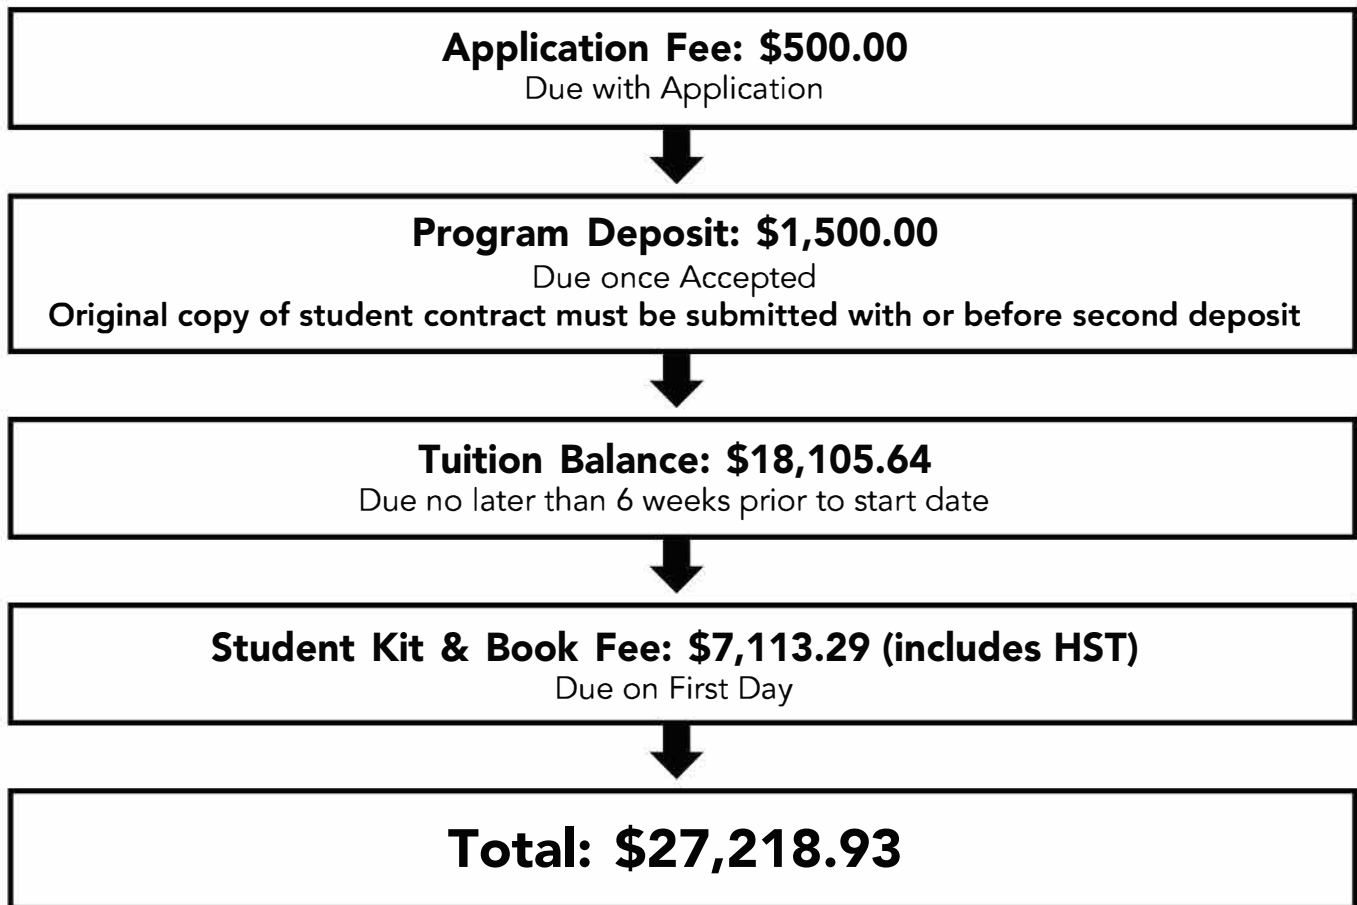 Application Fee: $500.00
Due with Application
Program Deposit: $1,500.00
Due once Accepted
Original copy of student contract must be submitted with or before second deposit
Tuition Balance: $18,105.64
Due no later than 6 weeks prior to start date
Student Kit & Book Fee: $7,113.29 (includes HST)
Due on First Day
Total: $27,218.93